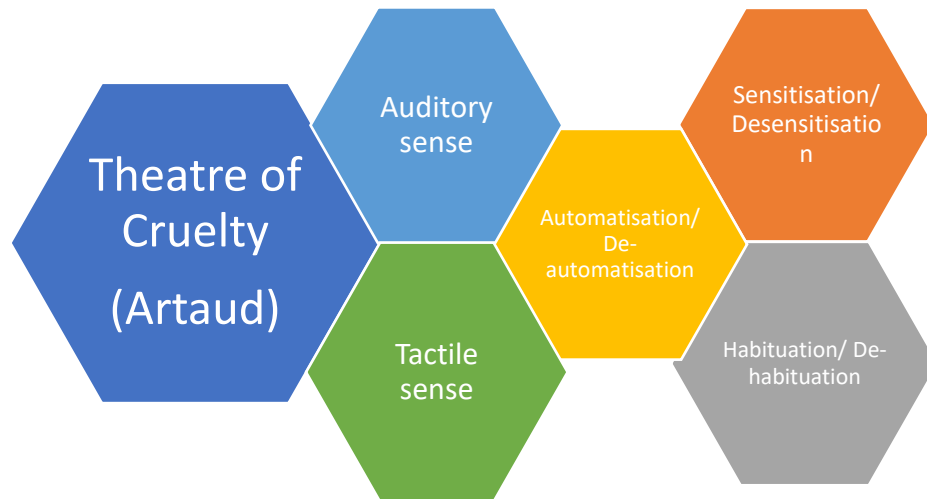 Theatre of
Cruelty
(Artaud)
Auditory
sense
Tactile
sense
Automatisation/
De-
automatisation
Sensitisation/
Desensitisatio
n
Habituation/ De-
habituation